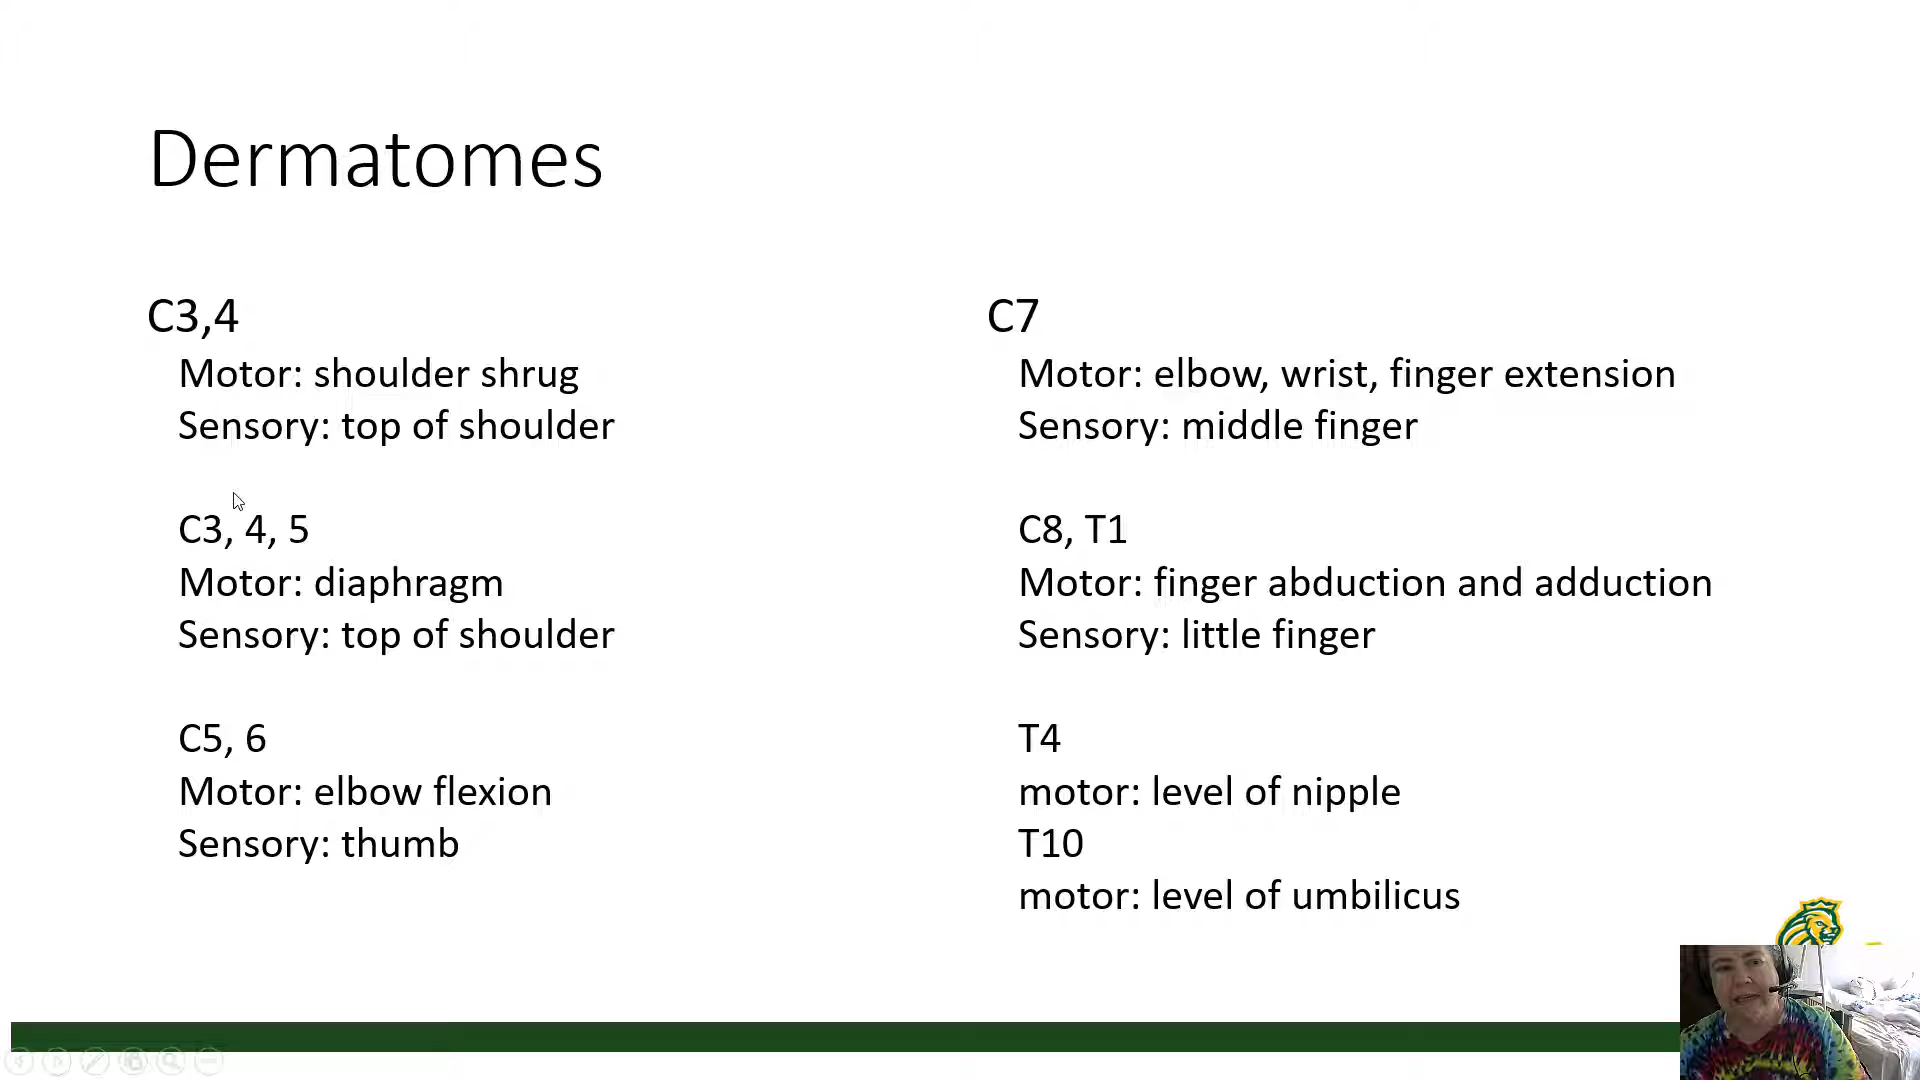 Dermatomes
C3,4
Motor: shoulder shrug
Sensory: top of shoulder
C3, 4, 5
Motor: diaphragm
Sensory: top of shoulder
C5, 6
Motor: elbow flexion
Sensory: thumb
C7
Motor: elbow, wrist, finger extension
Sensory: middle finger
C8, T1
Motor: finger abduction and adduction
Sensory: little finger
T4
motor: level of nipple
T10
motor: level of umbilicus